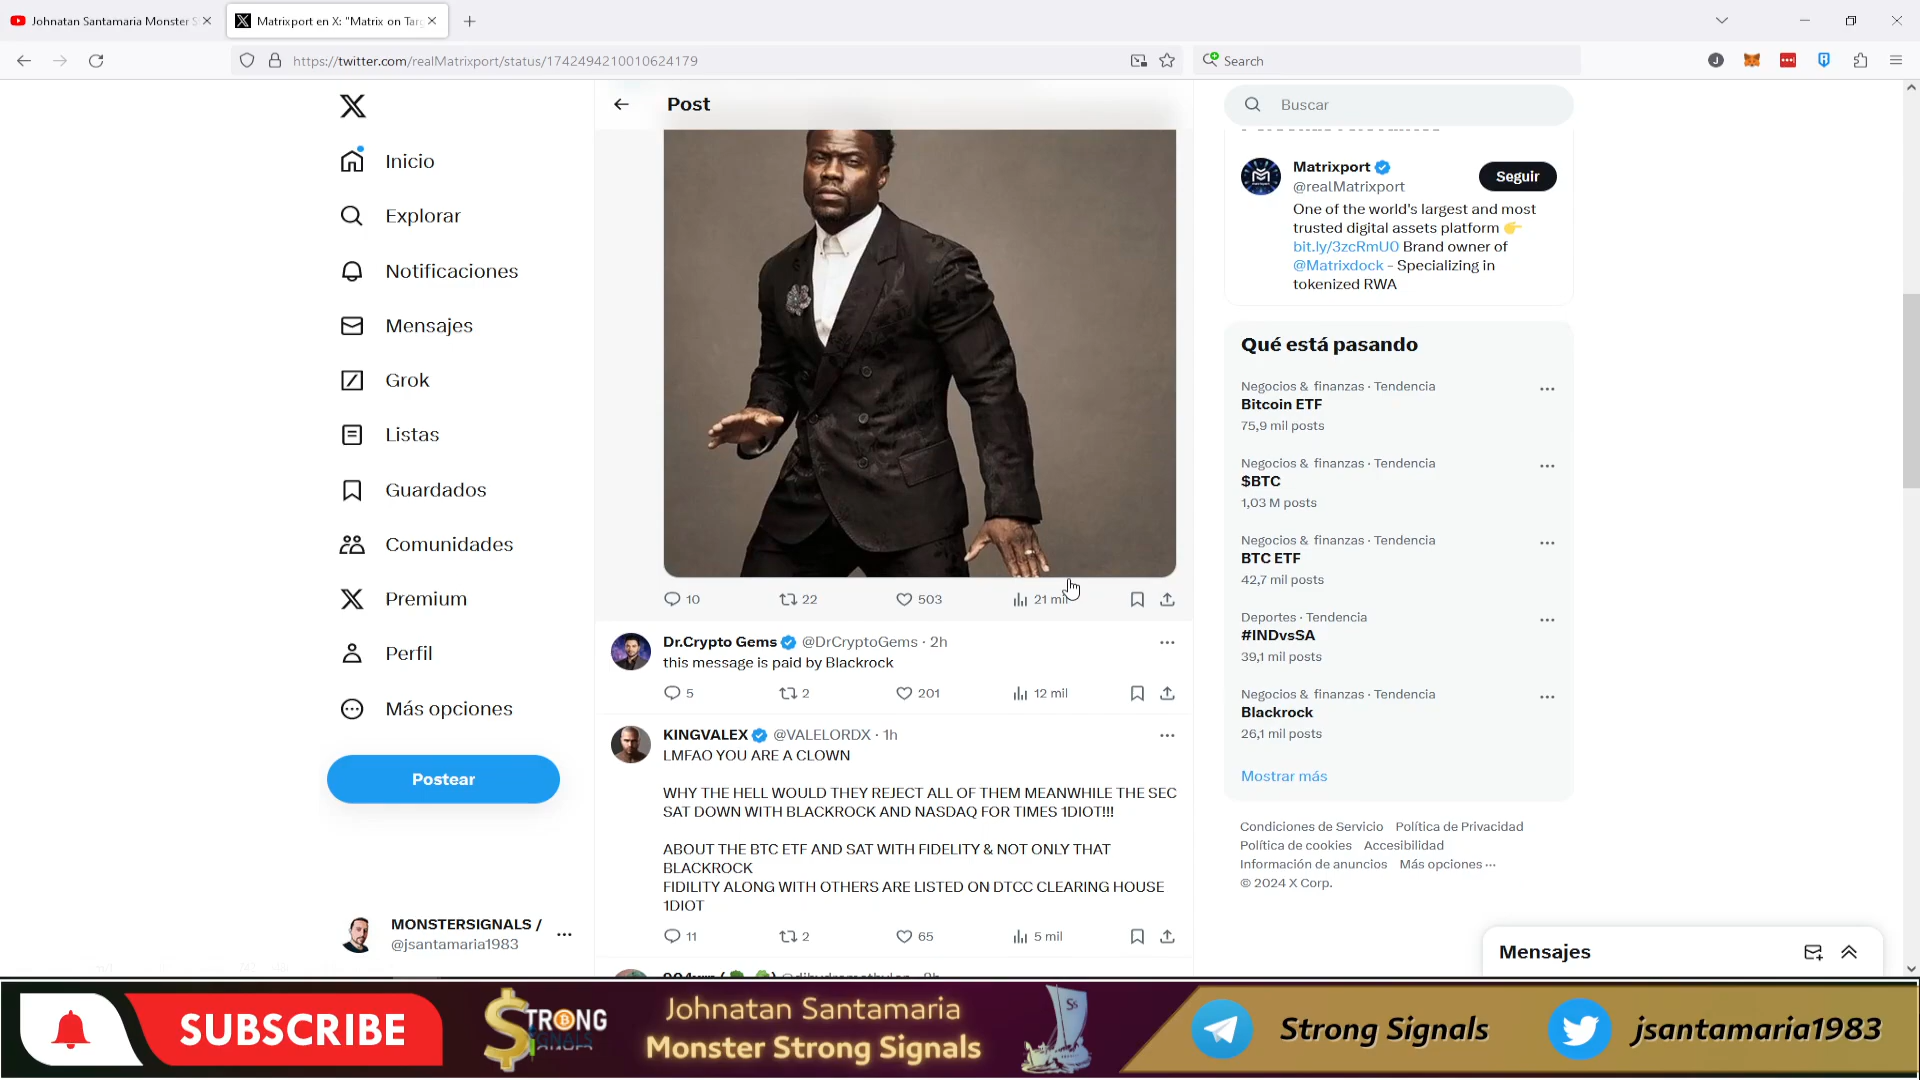 Johnatan Santamaria Monster S
Matrixport en X: "Matrix on Targ
https://twitter.com/realMatrixport/status/1742494210010624179
Search
Inicio
Explorar
Notificaciones
Mensajes
Grok
Listas
Guardados
Comunidades
Premium
Perfil
Más opciones
Postear
MONSTERSIGNALS /
@jsantamaria1983
Post
10
22
503
21 mil
Dr.Crypto Gems @DrCryptoGems · 2h
this message is paid by Blackrock
5
2
201
12 mil
KINGVALEX @VALELORDX · 1h
LMFAO YOU ARE A CLOWN
WHY THE HELL WOULD THEY REJECT ALL OF THEM MEANWHILE THE SEC
SAT DOWN WITH BLACKROCK AND NASDAQ FOR TIMES 1DIOT!!!
ABOUT THE BTC ETF AND SAT WITH FIDELITY & NOT ONLY THAT
BLACKROCK
FIDILITY ALONG WITH OTHERS ARE LISTED ON DTCC CLEARING HOUSE
1DIOT
11
2
65
5 mil
Buscar
Matrixport
@realMatrixport
Seguir
One of the world's largest and most
trusted digital assets platform 👉
bit.ly/3zcRmU0 Brand owner of
@Matrixdock - Specializing in
tokenized RWA
Qué está pasando
Negocios & finanzas · Tendencia
Bitcoin ETF
75,9 mil posts
Negocios & finanzas · Tendencia
$BTC
1,03 M posts
Negocios & finanzas · Tendencia
BTC ETF
42,7 mil posts
Deportes · Tendencia
#INDvsSA
39,1 mil posts
Negocios & finanzas · Tendencia
Blackrock
26,1 mil posts
Mostrar más
Condiciones de Servicio Política de Privacidad
Política de cookies Accesibilidad
Información de anuncios Más opciones ···
© 2024 X Corp.
Mensajes
SUBSCRIBE
STRONG
SIGNALS
Johnatan Santamaria
Monster Strong Signals
Ss
Strong Signals
jsantamaria1983